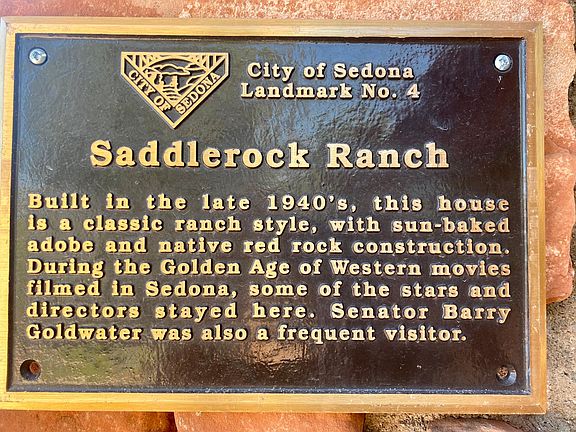 CITY OF SEDONA
City of Sedona
Landmark No. 4
Saddlerock Ranch
Built in the late 1940's, this house
is a classic ranch style, with sun-baked
adobe and native red rock construction.
During the Golden Age of Western movies
filmed in Sedona, some of the stars and
directors stayed here. Senator Barry
Goldwater was also a frequent visitor.